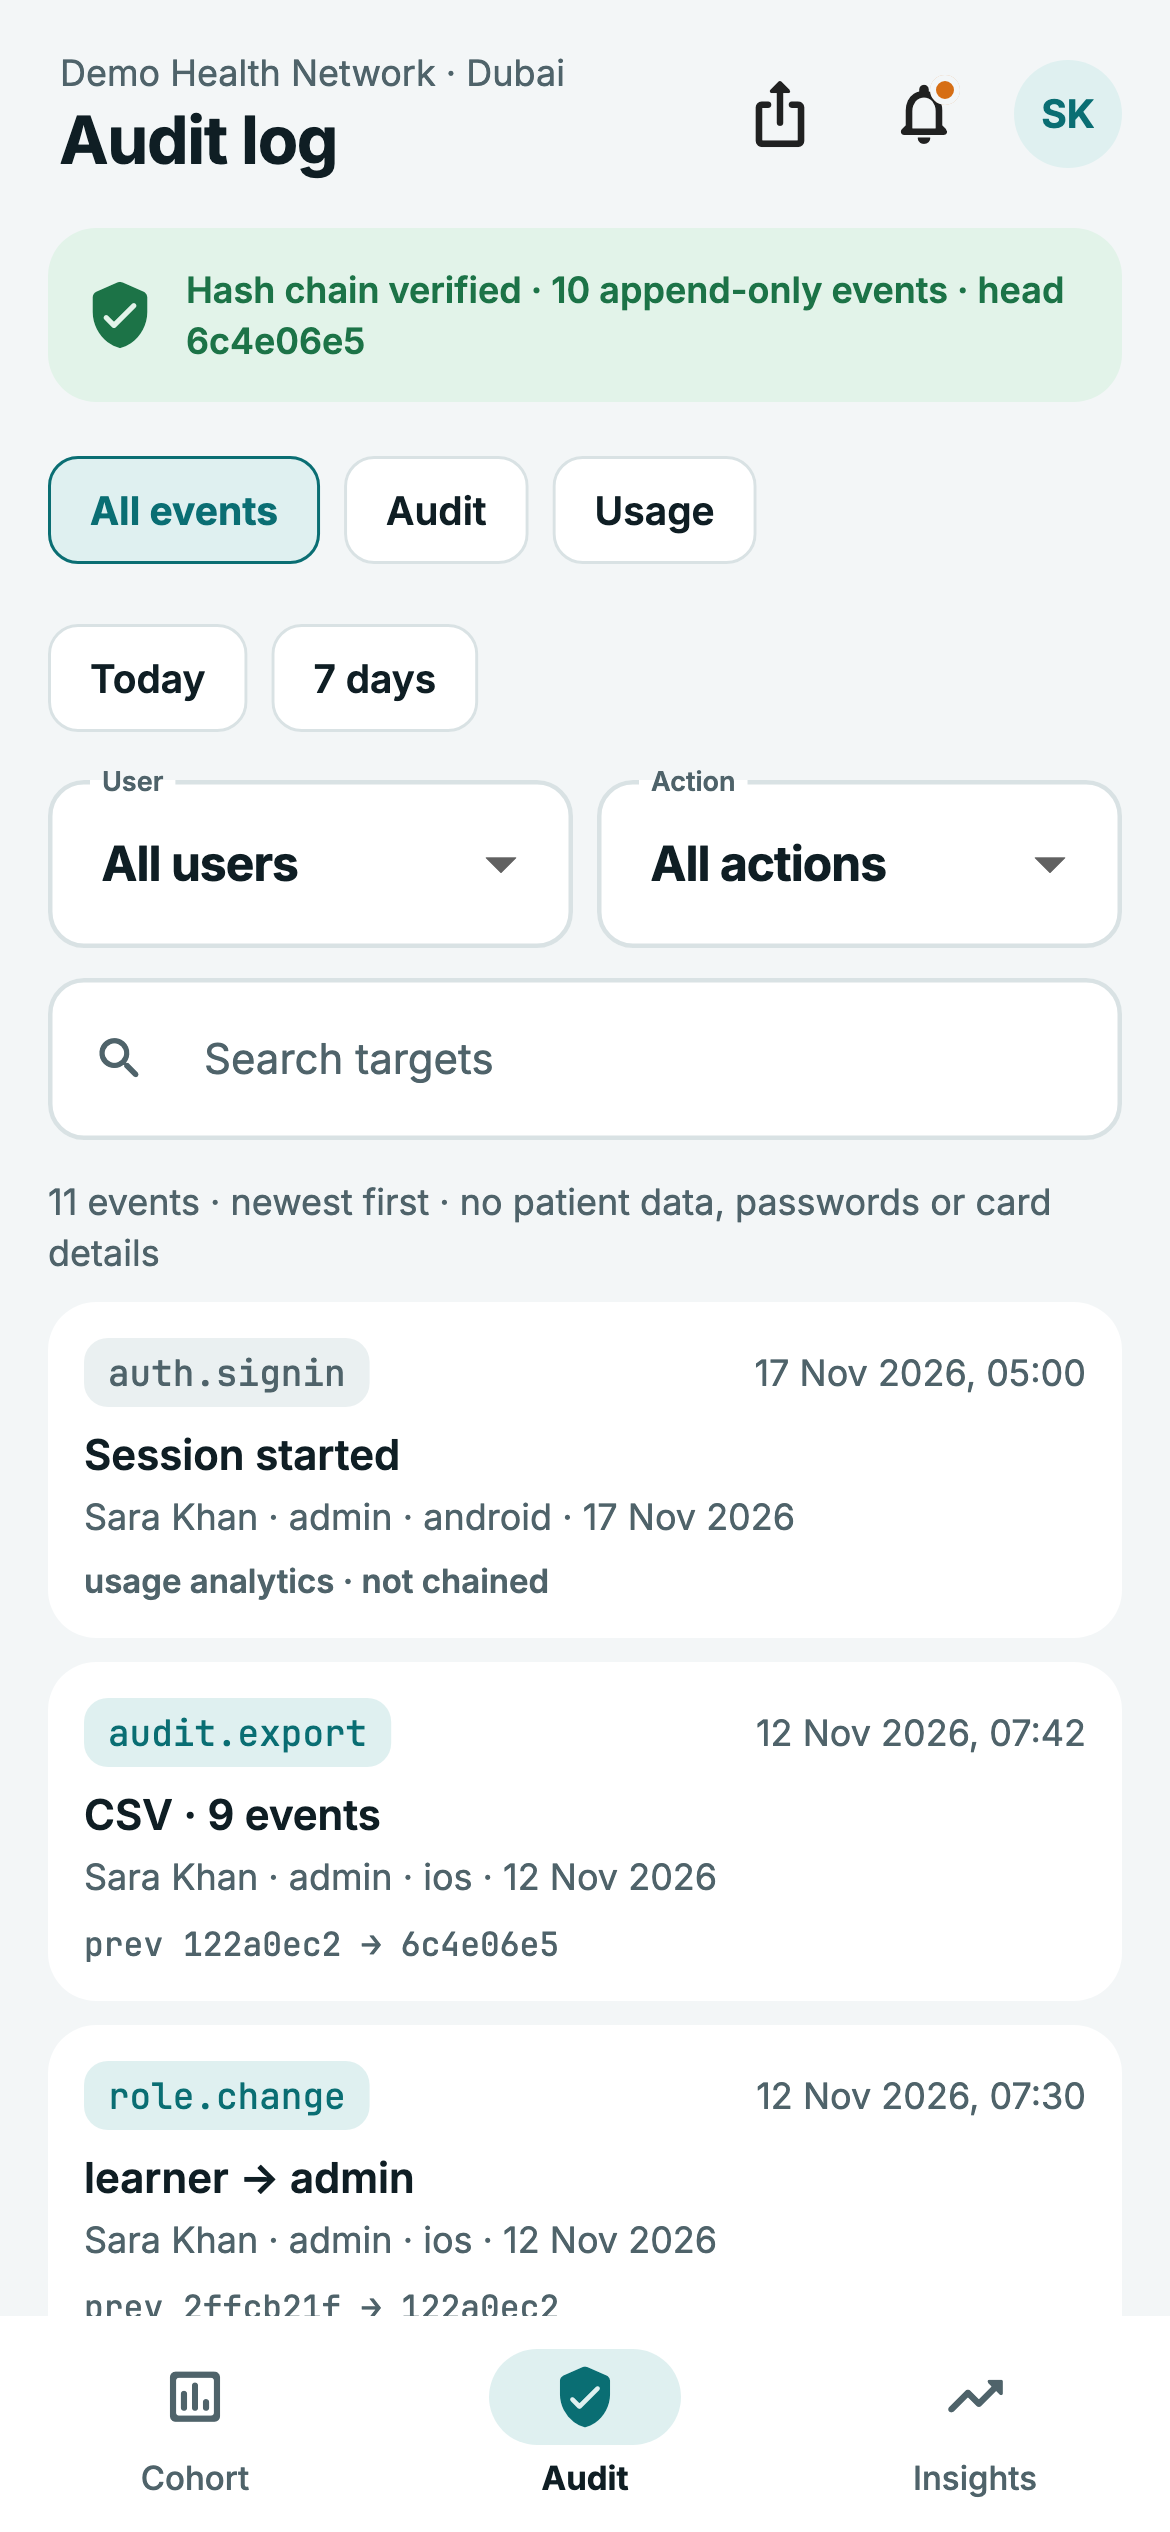 Demo Health Network · Dubai
Audit log
SK
Hash chain verified · 10 append-only events · head
6c4e06e5
All events
Audit
Usage
Today
7 days
User
All users
Action
All actions
Search targets
11 events · newest first · no patient data, passwords or card
details
auth.signin
17 Nov 2026, 05:00
Session started
Sara Khan · admin · android · 17 Nov 2026
usage analytics · not chained
audit.export
12 Nov 2026, 07:42
CSV · 9 events
Sara Khan · admin · ios · 12 Nov 2026
prev 122a0ec2 → 6c4e06e5
role.change
12 Nov 2026, 07:30
learner → admin
Sara Khan · admin · ios · 12 Nov 2026
prev 2ffcb21f → 122a0ec2
Cohort
Audit
Insights